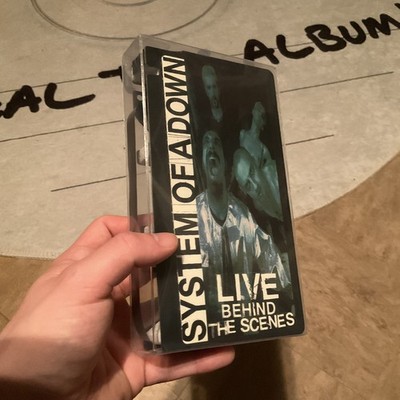 ALBUM
SYSTEM OF A DOWN
LIVE
BEHIND
THE SCENES